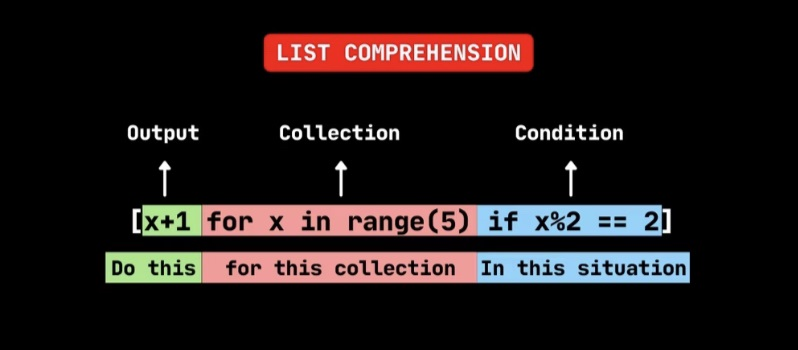 LIST COMPREHENSION
Output Collection Condition
[x+1 for x in range(5) if x%2 == 2]
Do this for this collection In this situation